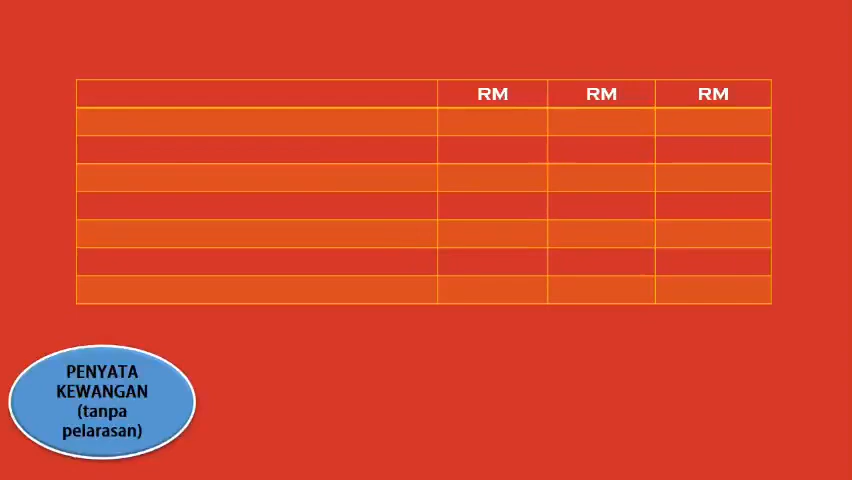 RM RM RM
PENYATA
KEWANGAN
(tanpa
pelarasan)